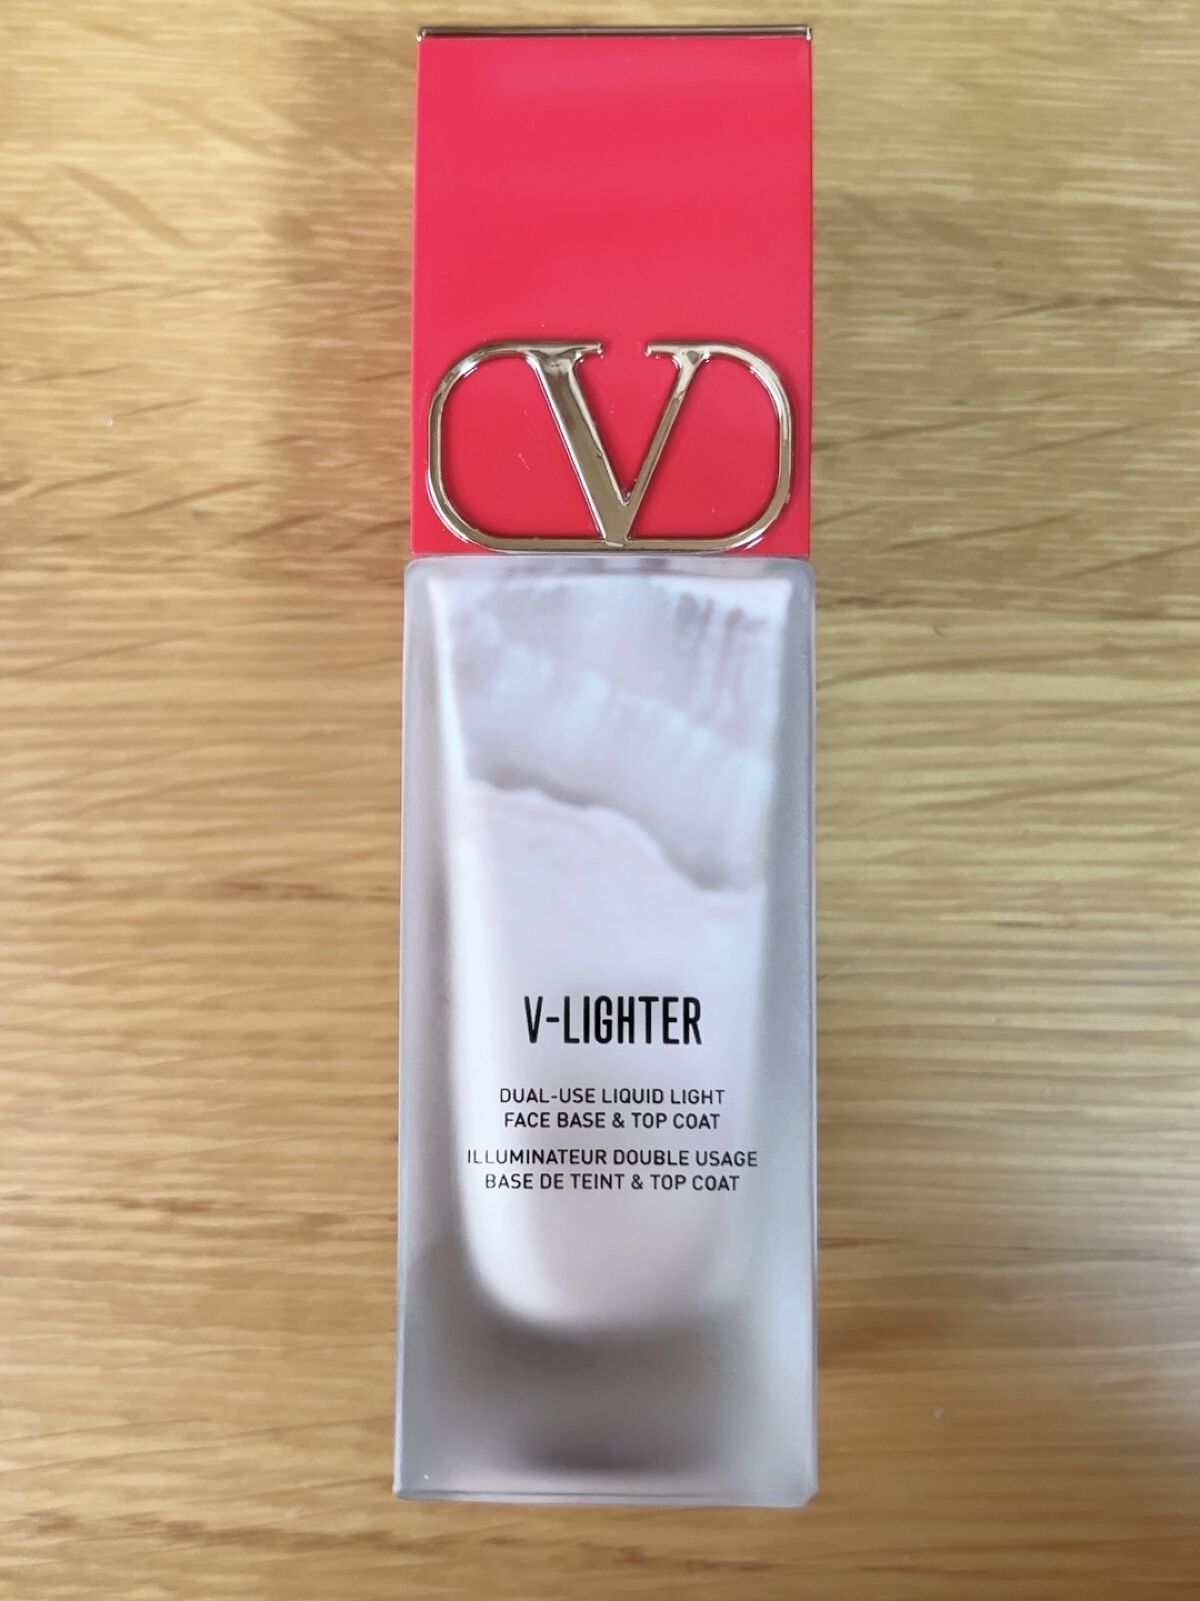 V
V-LIGHTER
DUAL-USE LIQUID LIGHT
FACE BASE & TOP COAT
ILLUMINATEUR DOUBLE USAGE
BASE DE TEINT & TOP COAT